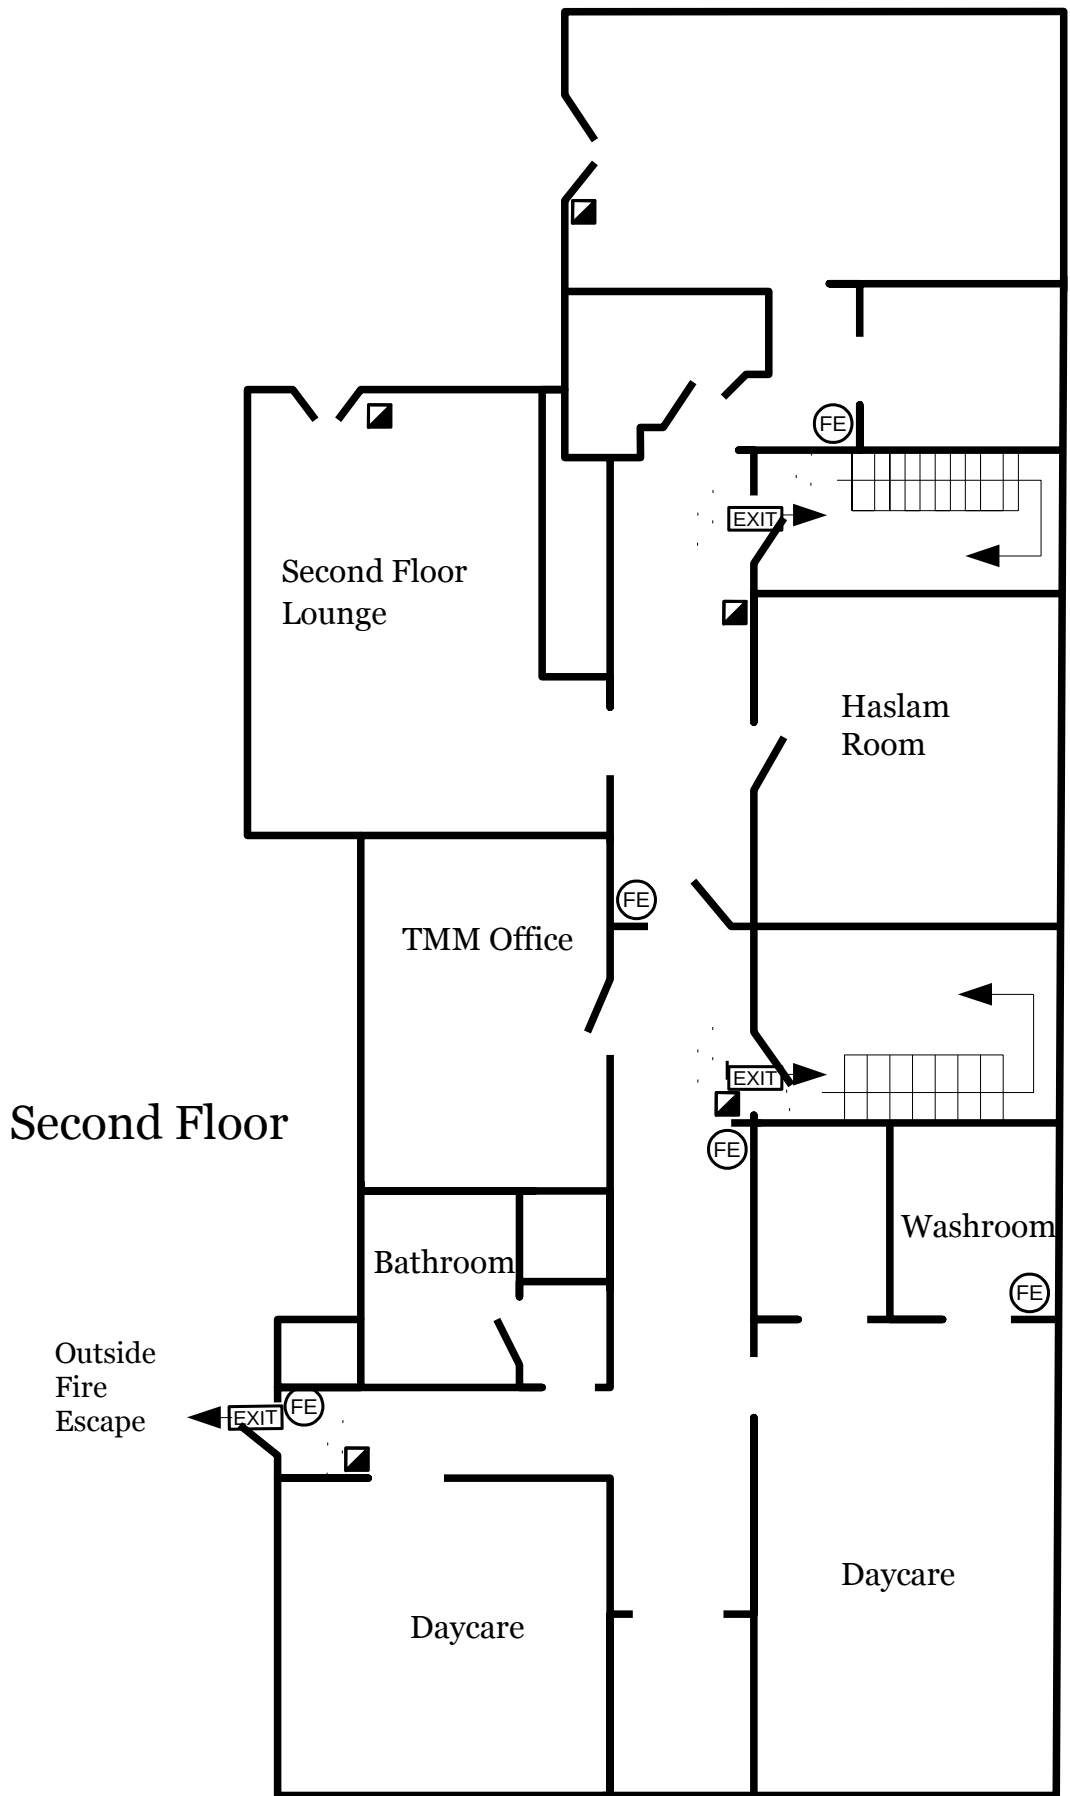 FE
EXIT
Second Floor
Lounge
Haslam
Room
FE
TMM Office
EXIT
Second Floor
FE
Washroom
Bathroom
FE
Outside
Fire
Escape
EXIT
FE
Daycare
Daycare